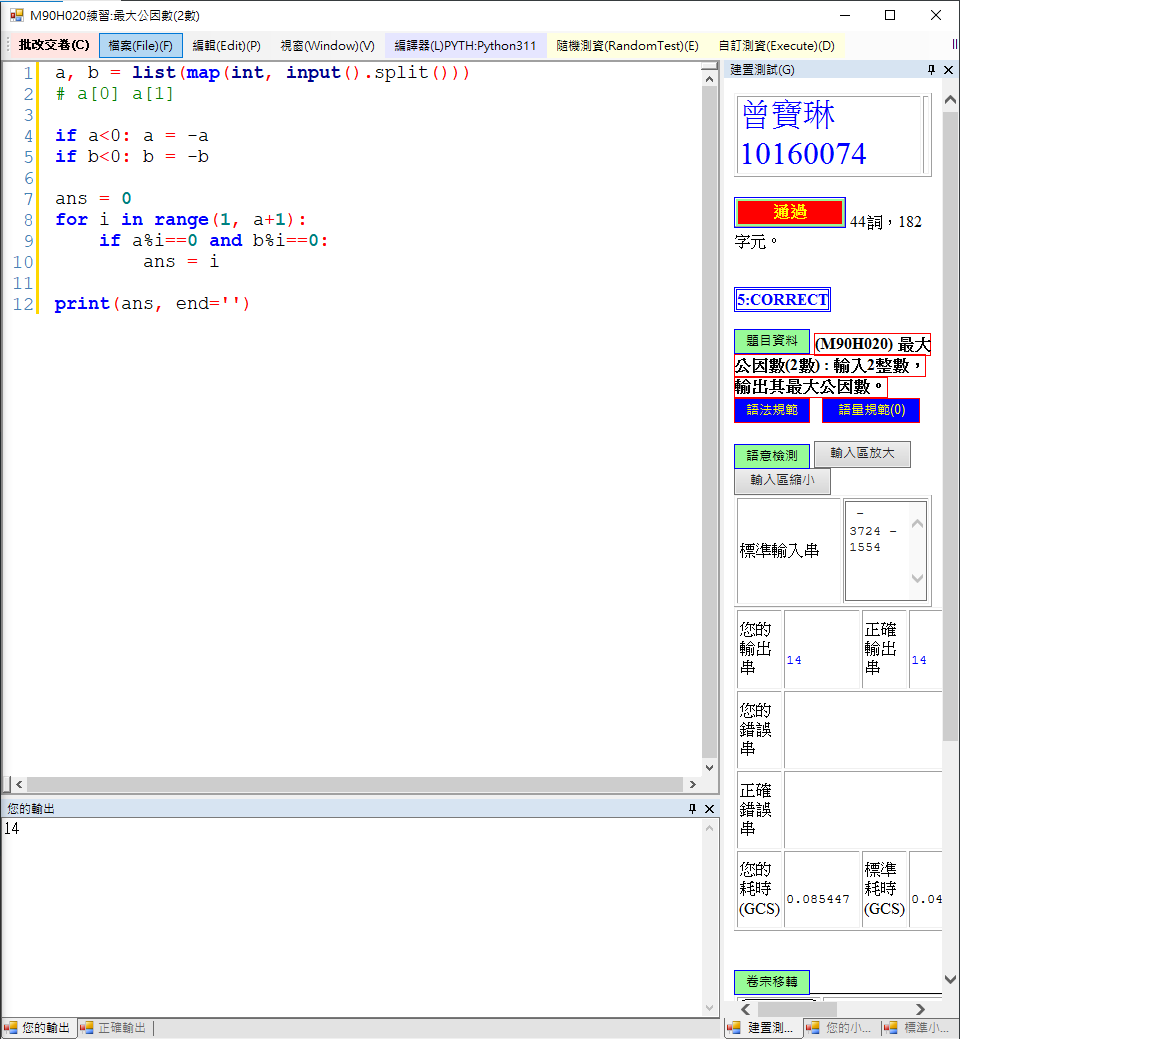 M90H020練習:最大公因數(2數)
批改交卷(C) 檔案(File)(F) 編輯(Edit)(P) 視窗(Window)(V) 編譯器(L)PYTH:Python311 隨機測資(RandomTest)(E) 自訂測資(Execute)(D)
1 a, b = list(map(int, input().split()))
2 # a[0] a[1]
3
4 if a<0: a = -a
5 if b<0: b = -b
6
7 ans = 0
8 for i in range(1, a+1):
9     if a%i==0 and b%i==0:
10         ans = i
11
12 print(ans, end='')
您的輸出
14
您的輸出 正確輸出
建置測試(G)
曾寶琳
10160074
通過 44詞，182
字元。
5:CORRECT
題目資料 (M90H020) 最大
公因數(2數) : 輸入2整數，
輸出其最大公因數。
語法規範 語量規範(0)
語意檢測 輸入區放大
輸入區縮小
標準輸入串
-
3724 -
1554
您的
輸出
串
14
正確
輸出
串
14
您的
錯誤
串
正確
錯誤
串
您的
耗時
(GCS)
0.085447
標準
耗時
(GCS)
0.04
卷宗移轉
建置測... 您的小... 標準小...